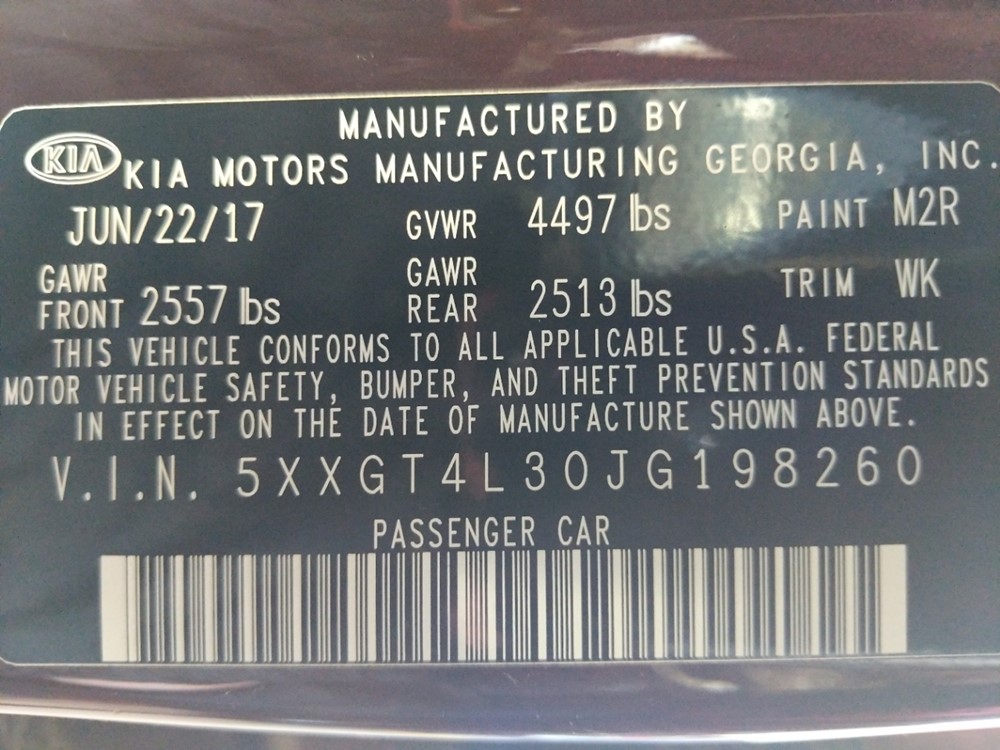 MANUFACTURED BY
KIA KIA MOTORS MANUFACTURING GEORGIA, INC.
JUN/22/17 GVWR 4497 lbs PAINT M2R
GAWR FRONT 2557 lbs GAWR REAR 2513 lbs TRIM WK
THIS VEHICLE CONFORMS TO ALL APPLICABLE U.S.A. FEDERAL
MOTOR VEHICLE SAFETY, BUMPER, AND THEFT PREVENTION STANDARDS
IN EFFECT ON THE DATE OF MANUFACTURE SHOWN ABOVE.
V.I.N. 5XXGT4L30JG198260
PASSENGER CAR